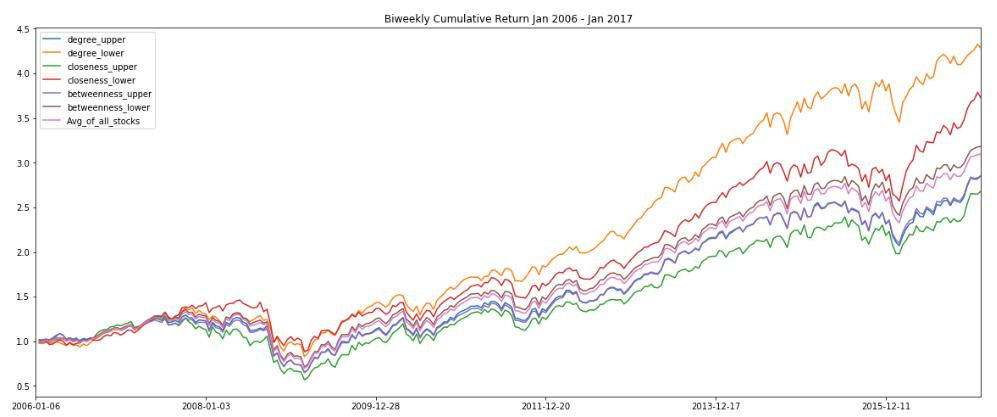 Biweekly Cumulative Return Jan 2006 - Jan 2017
4.5
4.0
3.5
3.0
2.5
2.0
1.5
1.0
0.5
degree_upper
degree_lower
closeness_upper
closeness_lower
betweenness_upper
betweenness_lower
Avg_of_all_stocks
2006-01-06 2008-01-03 2009-12-28 2011-12-20 2013-12-17 2015-12-11